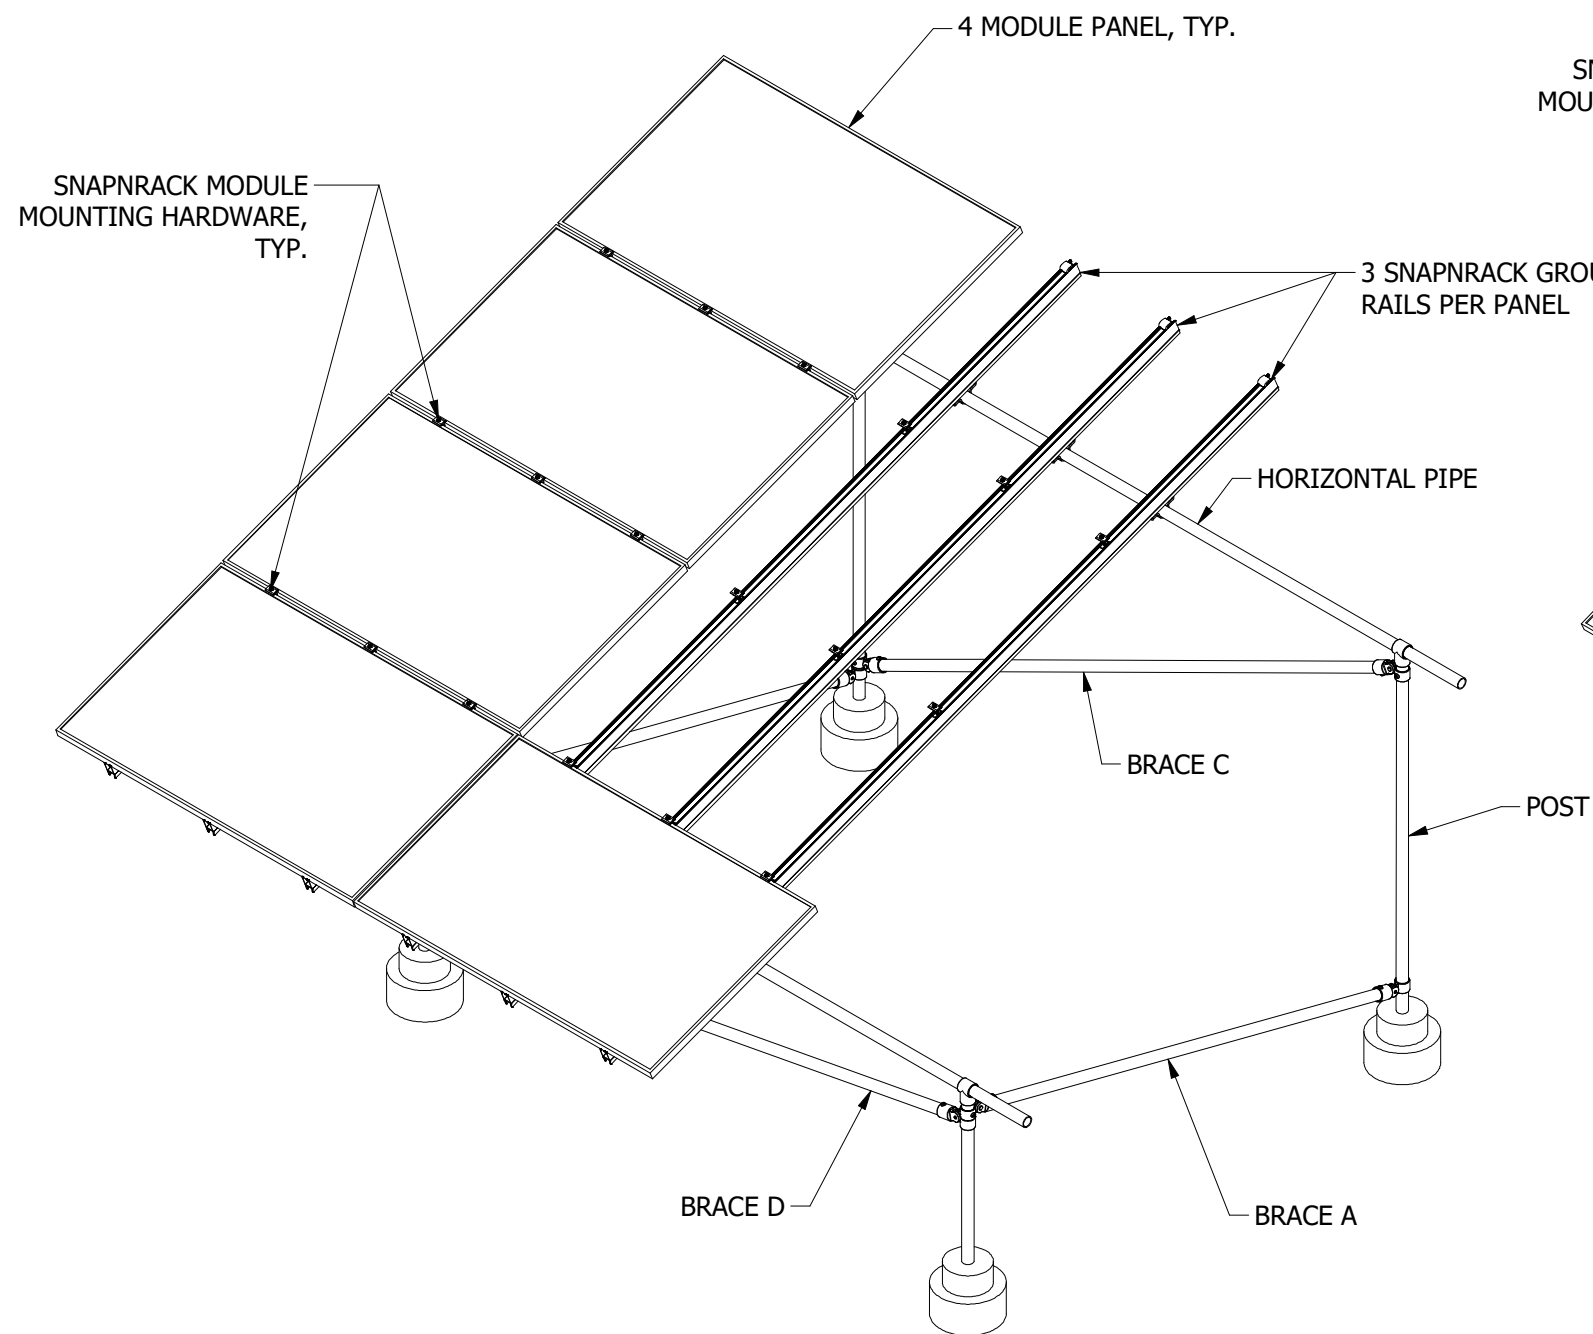 4 MODULE PANEL, TYP.
SNAPNRACK MODULE
MOUNTING HARDWARE,
TYP.
3 SNAPNRACK
RAILS PER PANEL
HORIZONTAL PIPE
BRACE C
POST
BRACE D
BRACE A